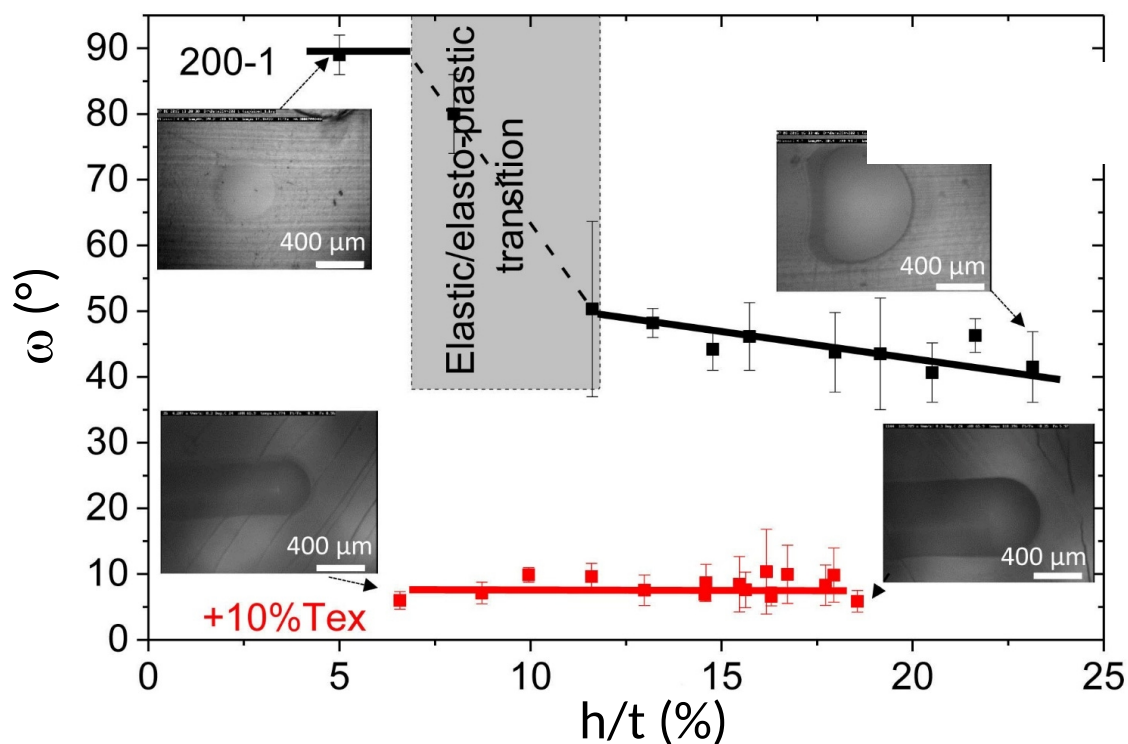 200-1
Elastic/elasto-plastic
transition
400 μm
400 μm
400 μm
400 μm
+10%Tex
ω (°)
90
80
70
60
50
40
30
20
10
0
0
5
10
15
20
25
h/t (%)